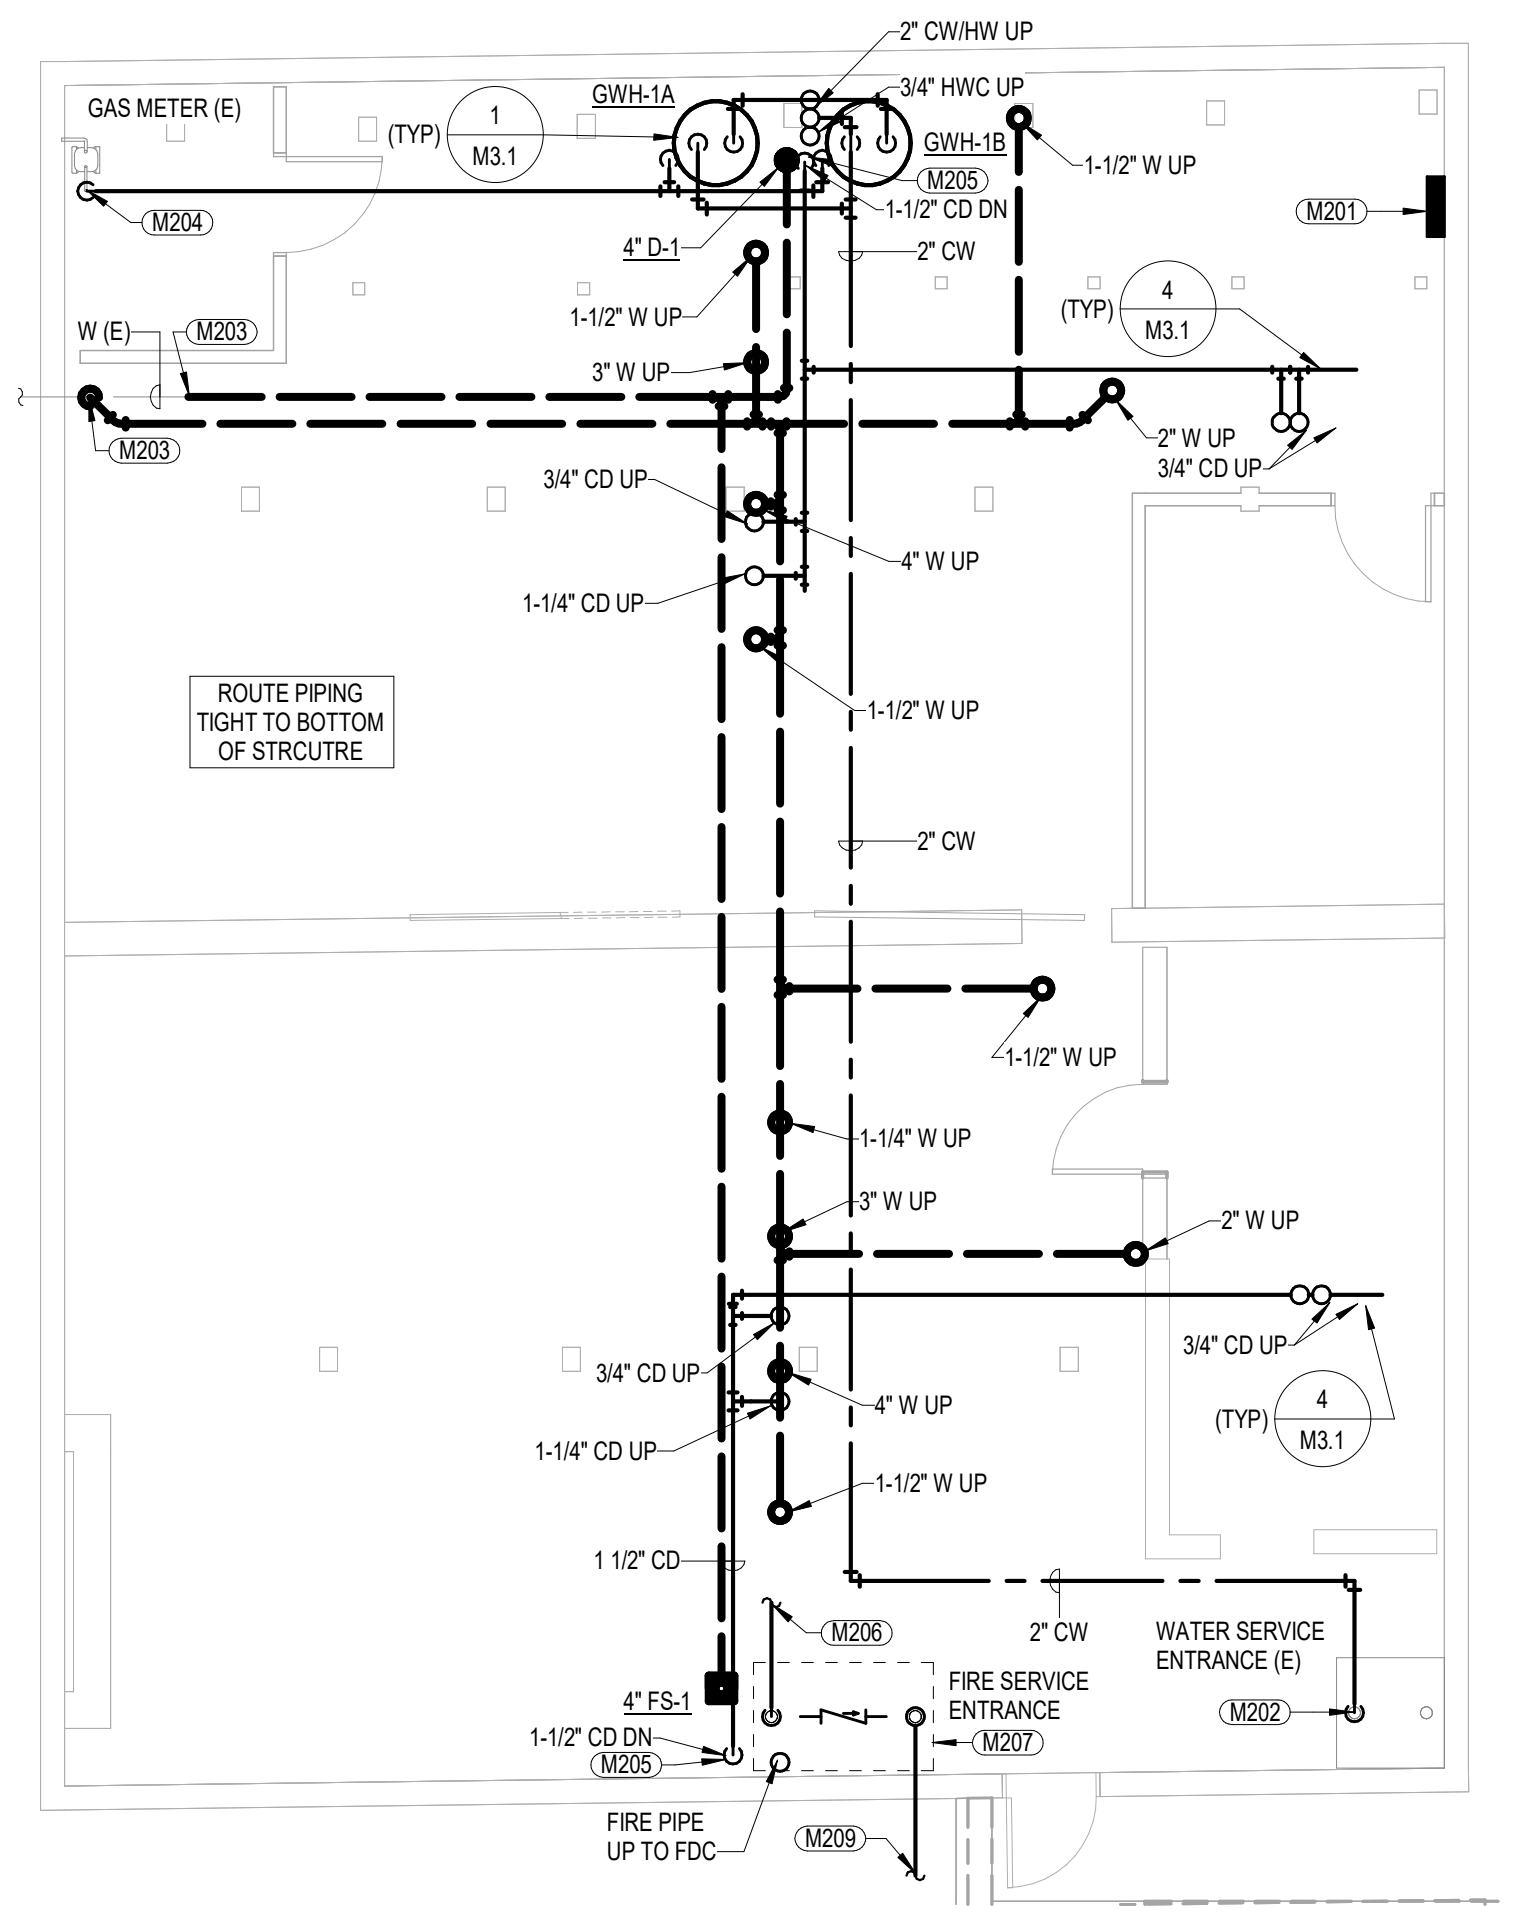 2" CW/HW UP
3/4" HWC UP
GWH-1A
GAS METER (E)
1
(TYP)
M3.1
GWH-1B
1-1/2" W UP
M205
M201
M204
1-1/2" CD DN
4" D-1
2" CW
4
(TYP)
M3.1
1-1/2" W UP
W (E)
M203
3" W UP
M203
2" W UP
3/4" CD UP
3/4" CD UP
4" W UP
1-1/4" CD UP
ROUTE PIPING
TIGHT TO BOTTOM
OF STRCUTRE
1-1/2" W UP
2" CW
1-1/2" W UP
1-1/4" W UP
3" W UP
2" W UP
3/4" CD UP
3/4" CD UP
4" W UP
4
(TYP)
M3.1
1-1/4" CD UP
1-1/2" W UP
1 1/2" CD
M206
2" CW
WATER SERVICE
ENTRANCE (E)
FIRE SERVICE
ENTRANCE
4" FS-1
M202
1-1/2" CD DN
M207
M205
FIRE PIPE
UP TO FDC
M209